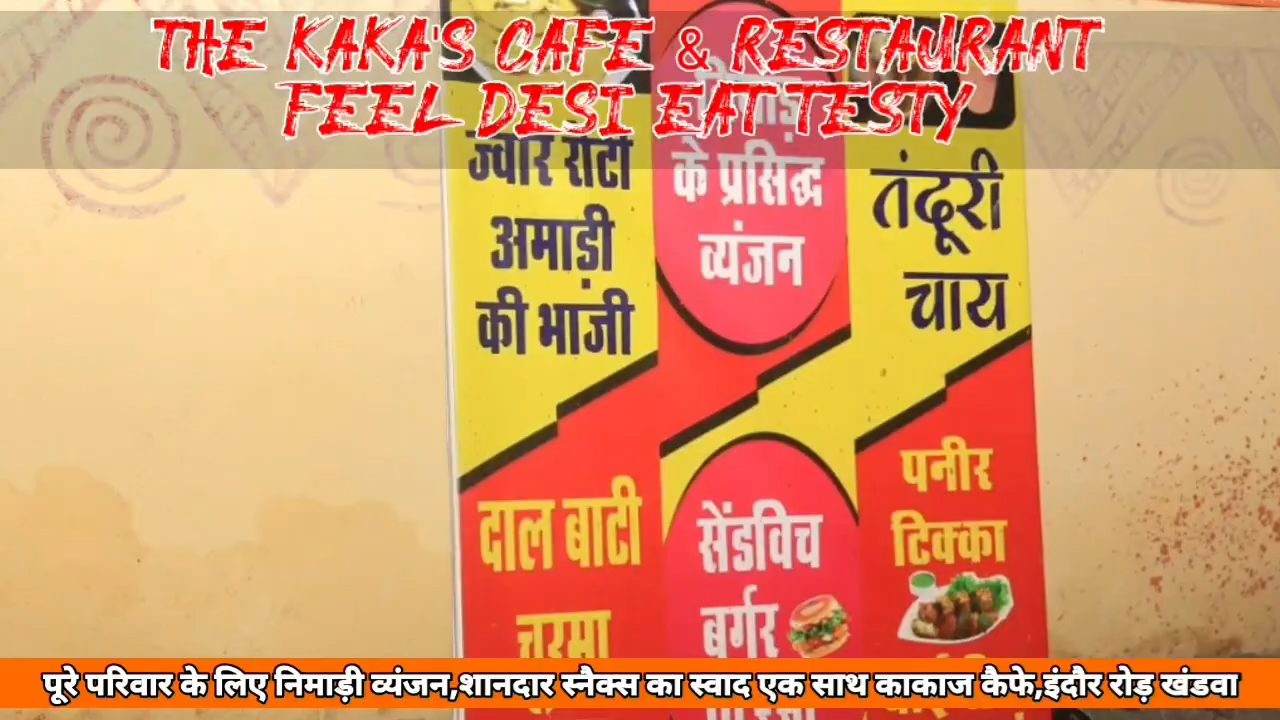 THE KAKA'S CAFE & RESTAURANT
FEEL DESI EAT TESTY
ज्वार रोटी
अमाड़ी
की भाजी
के प्रसिद्ध
व्यंजन
तंदूरी
चाय
दाल बाटी
चूरमा
सेंडविच
बर्गर
पनीर
टिक्का
पूरे परिवार के लिए निमाड़ी व्यंजन,शानदार स्नैक्स का स्वाद एक साथ काकाज कैफे,इंदौर रोड़ खंडवा